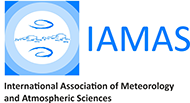 IAMAS
International Association of Meteorology
and Atmospheric Sciences